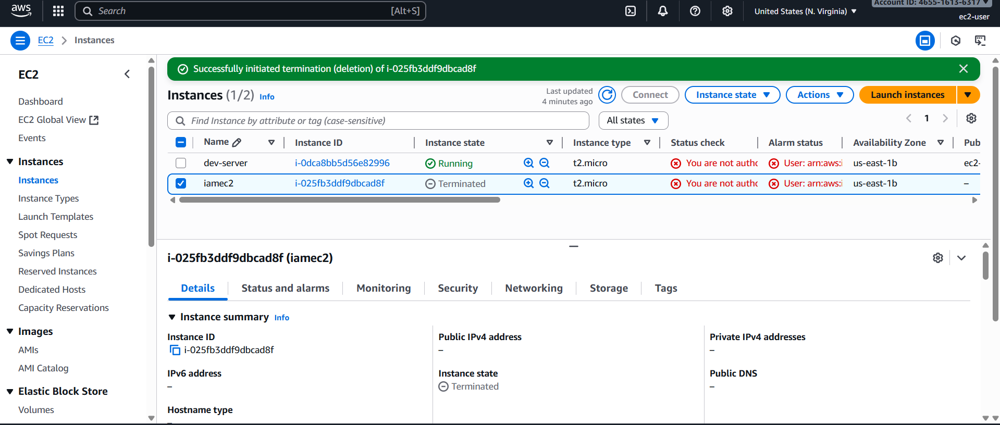 aws
Search [Alt+S]
United States (N. Virginia)
Account ID: 4655-1613-6317
ec2-user
EC2 Instances
EC2
Dashboard
EC2 Global View
Events
Instances
Instances
Instance Types
Launch Templates
Spot Requests
Savings Plans
Reserved Instances
Dedicated Hosts
Capacity Reservations
Images
AMIs
AMI Catalog
Elastic Block Store
Volumes
Successfully initiated termination (deletion) of i-025fb3ddf9dbcad8f
Instances (1/2) Info
Last updated
4 minutes ago
Connect
Instance state
Actions
Launch instances
Find Instance by attribute or tag (case-sensitive)
All states
1
Name Instance ID Instance state Instance type Status check Alarm status Availability Zone Pub
dev-server i-0dca8bb5d56e82996 Running t2.micro You are not autho User: arn:aws:i us-east-1b ec2-
iamec2 i-025fb3ddf9dbcad8f Terminated t2.micro You are not autho User: arn:aws:i us-east-1b –
i-025fb3ddf9dbcad8f (iamec2)
Details Status and alarms Monitoring Security Networking Storage Tags
Instance summary Info
Instance ID
i-025fb3ddf9dbcad8f
Public IPv4 address
–
Private IPv4 addresses
–
IPv6 address
–
Instance state
Terminated
Public DNS
–
Hostname type
–